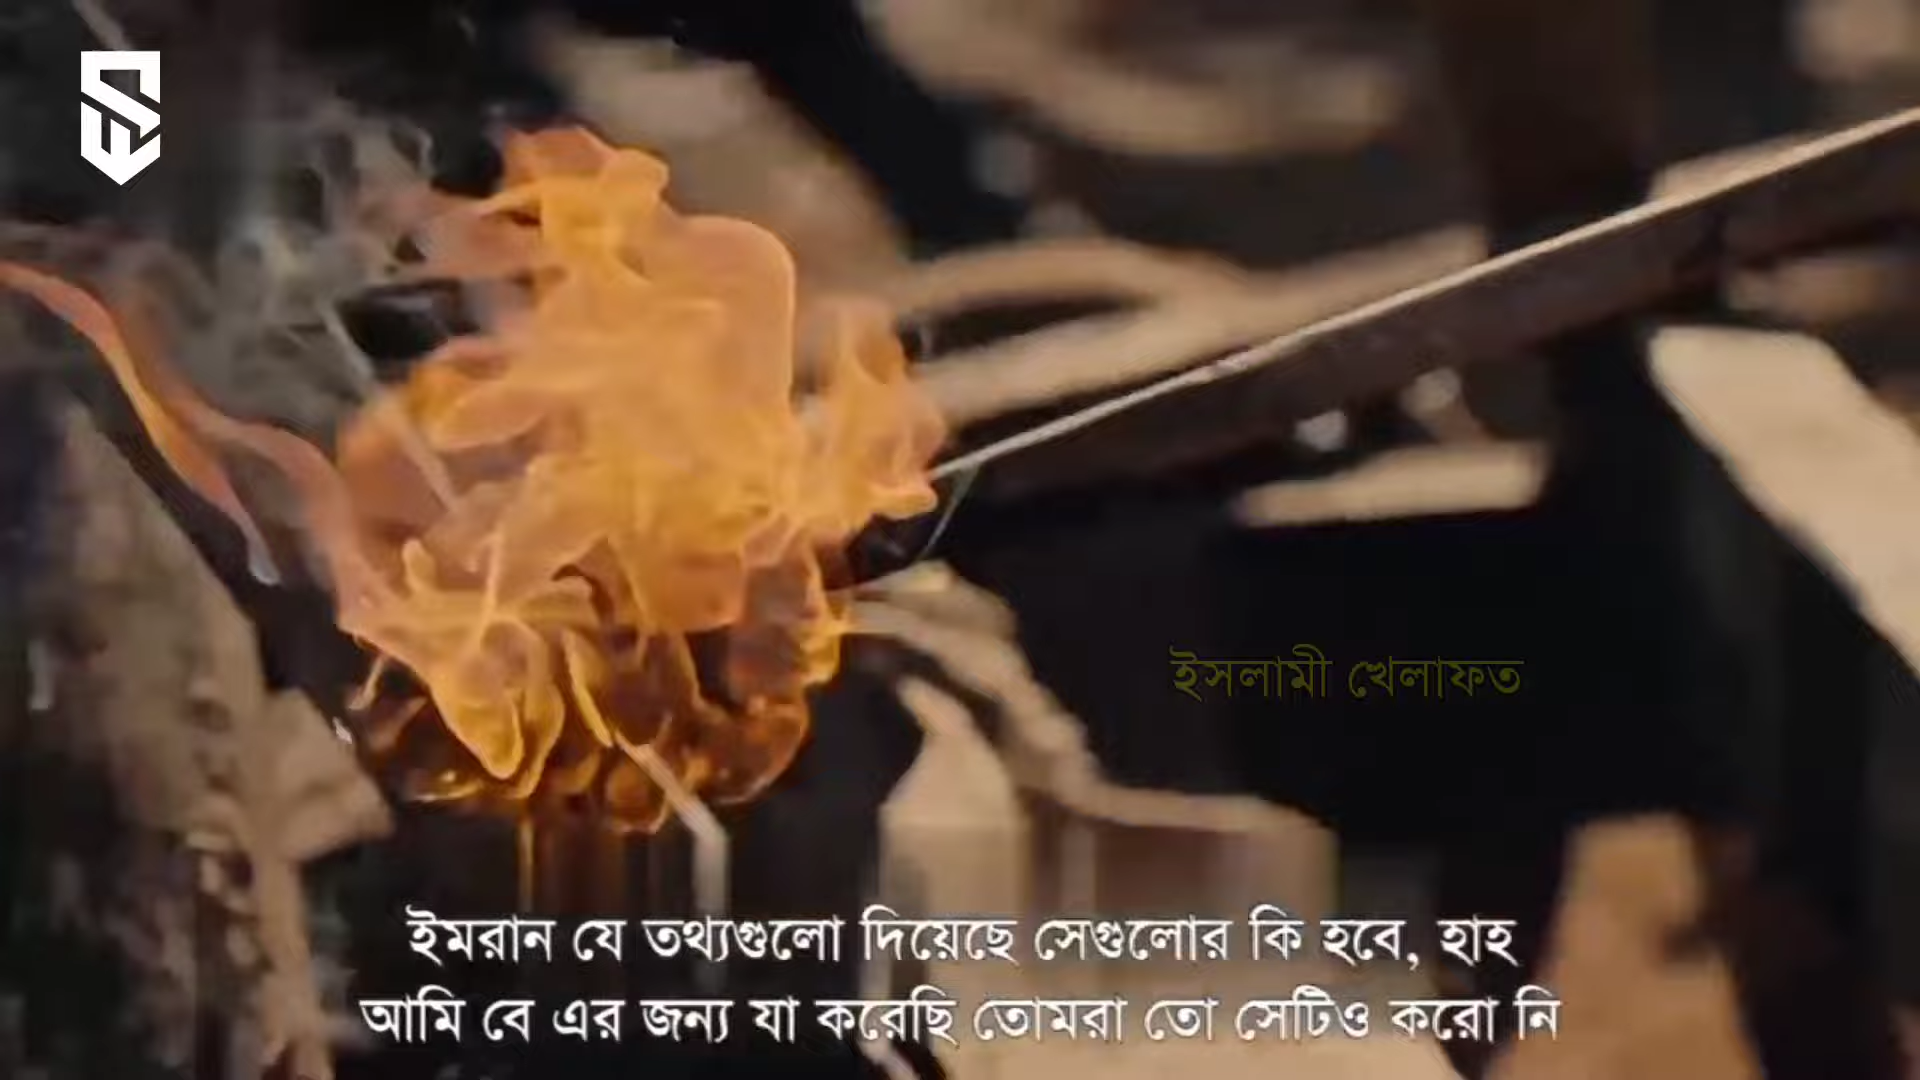 ইসলামী খেলাফত
ইমরান যে তথ্যগুলো দিয়েছে সেগুলোর কি হবে, হাহ
আমি বে এর জন্য যা করেছি তোমরা তো সেটিও করো নি